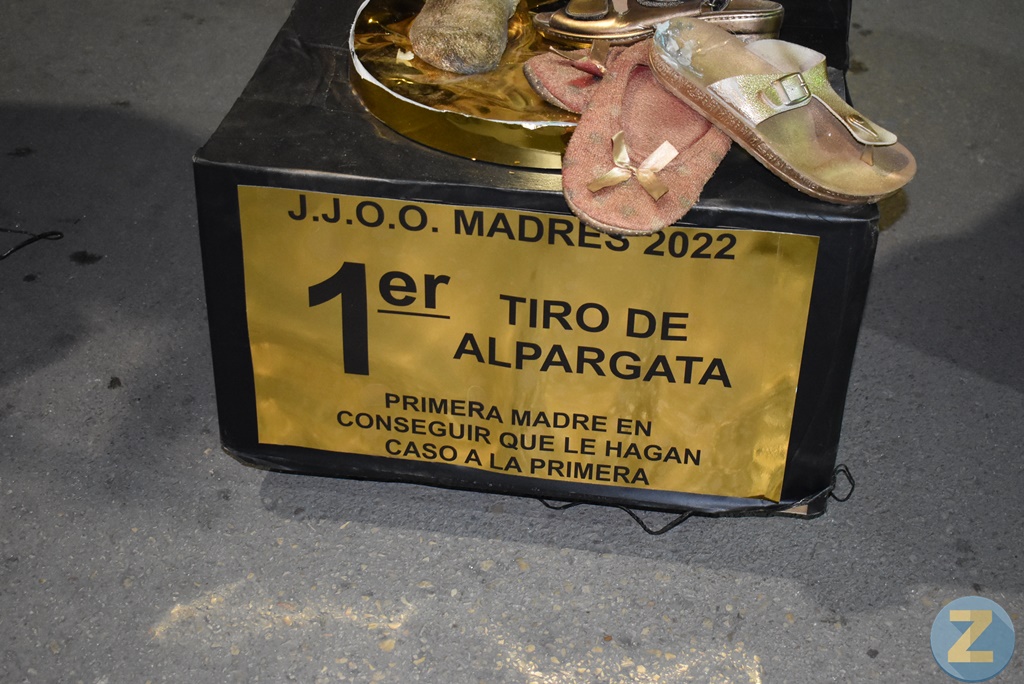 J.J.O.O. MADRES 2022
1er
TIRO DE
ALPARGATA
PRIMERA MADRE EN
CONSEGUIR QUE LE HAGAN
CASO A LA PRIMERA
Z